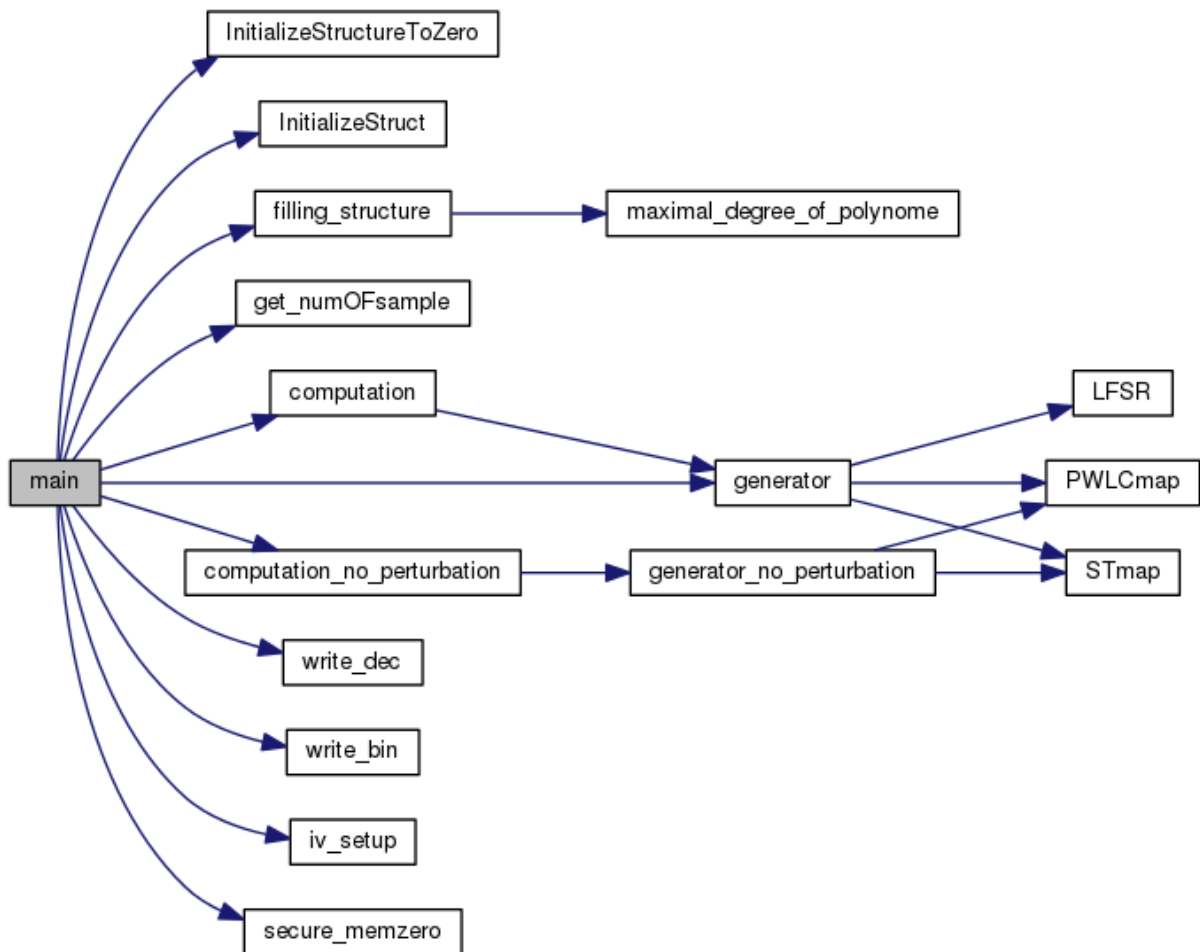 InitializeStructureToZero
InitializeStruct
filling_structure
maximal_degree_of_polynome
get_numOFsample
computation
LFSR
main
generator
PWLCmap
computation_no_perturbation
generator_no_perturbation
STmap
write_dec
write_bin
iv_setup
secure_memzero